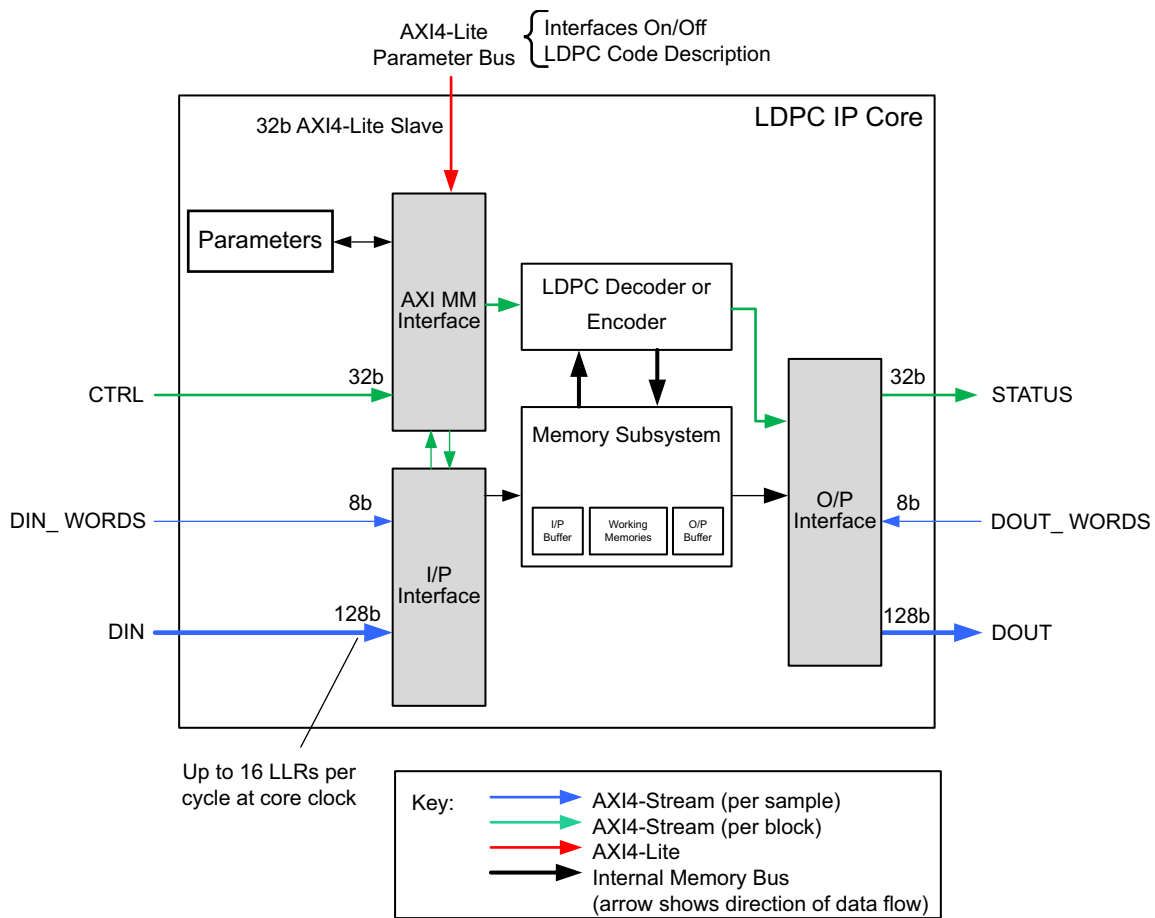 AXI4-Lite
Parameter Bus
Interfaces On/Off
LDPC Code Description
LDPC IP Core
32b AXI4-Lite Slave
Parameters
AXI MM
Interface
LDPC Decoder or
Encoder
CTRL
32b
32b
STATUS
Memory Subsystem
DIN_ WORDS
8b
I/P
Buffer
Working
Memories
O/P
Buffer
O/P
Interface
8b
DOUT_ WORDS
I/P
Interface
DIN
128b
128b
DOUT
Up to 16 LLRs per
cycle at core clock
Key:
AXI4-Stream (per sample)
AXI4-Stream (per block)
AXI4-Lite
Internal Memory Bus
(arrow shows direction of data flow)